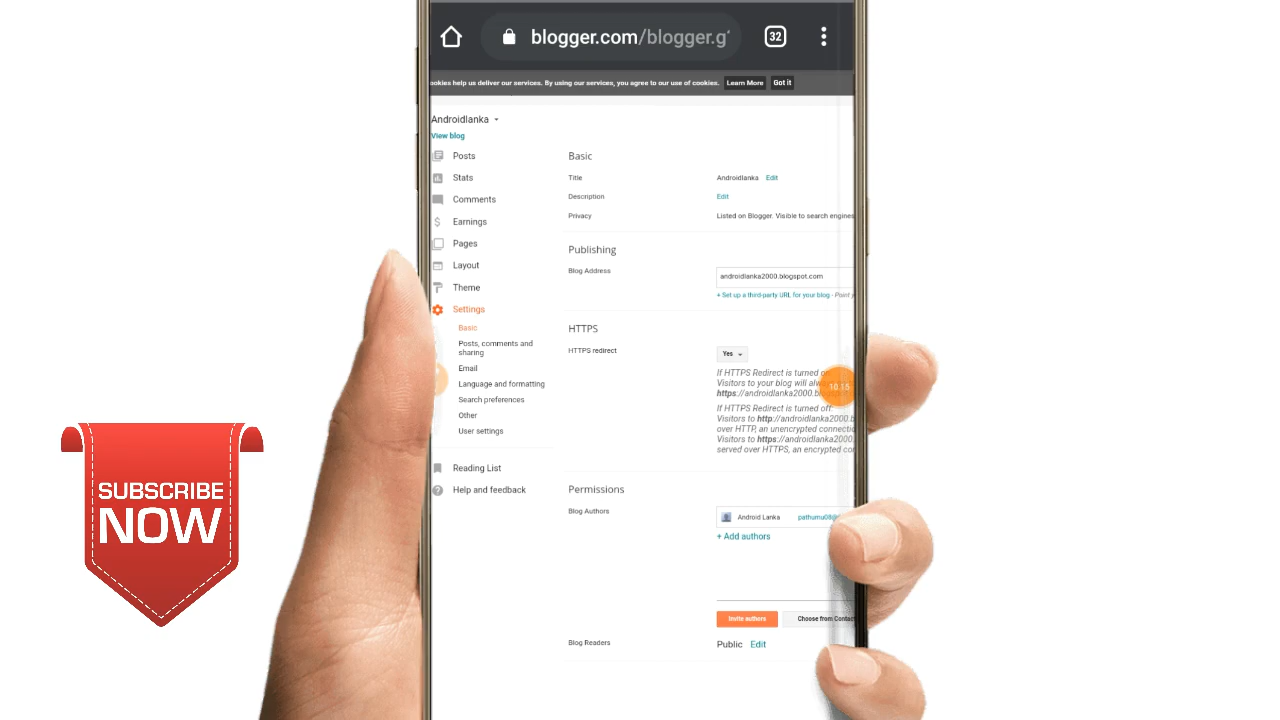 blogger.com/blogger.g
32
ookies help us deliver our services. By using our services, you agree to our use of cookies. Learn More Got it
Androidlanka
View blog
Posts
Stats
Comments
Earnings
Pages
Layout
Theme
Settings
Basic
Posts, comments and
sharing
Email
Language and formatting
Search preferences
Other
User settings
Reading List
Help and feedback
Basic
Title Androidlanka Edit
Description Edit
Privacy Listed on Blogger. Visible to search engines
Publishing
Blog Address androidlanka2000.blogspot.com
+ Set up a third-party URL for your blog - Point
HTTPS
HTTPS redirect Yes
If HTTPS Redirect is turned
Visitors to your blog will
https://androidlanka2000.
If HTTPS Redirect is turned off:
Visitors to http://androidlanka2000.b
over HTTP, an unencrypted
Visitors to https://androidlanka2000.
served over HTTPS, an encrypted
10:15
Permissions
Blog Authors Android Lanka pathumu08@
+ Add authors
Invite authors Choose from Contac
Blog Readers Public Edit
SUBSCRIBE
NOW